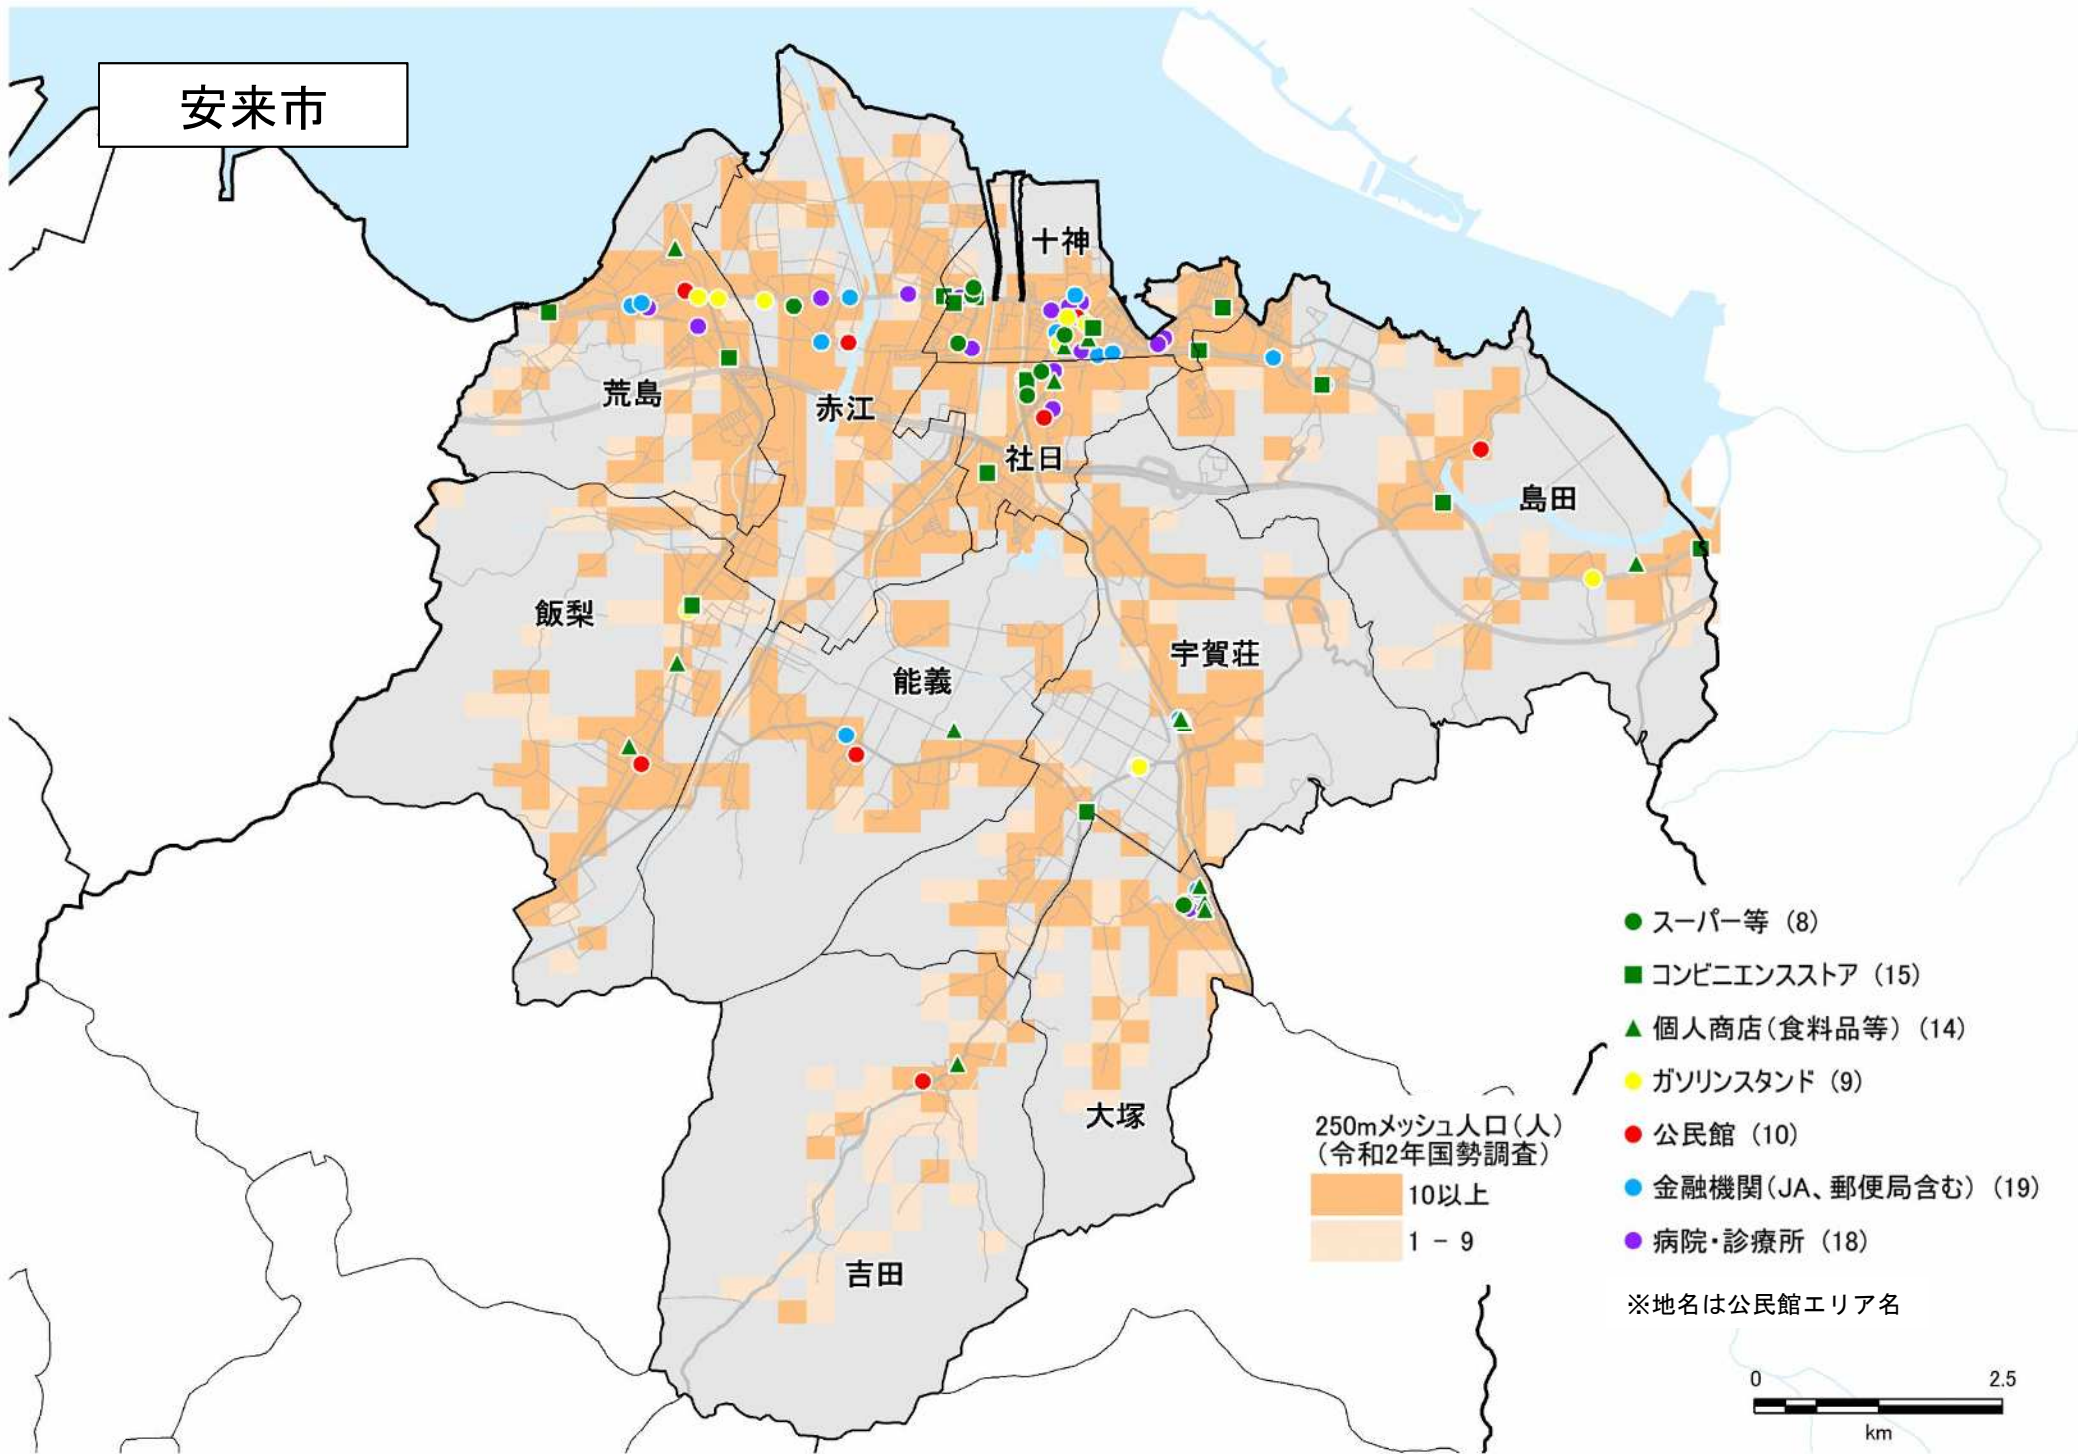 安来市
十神
荒島
赤江
社日
島田
飯梨
宇賀荘
能義
大塚
吉田
スーパー等 (8)
コンビニエンスストア (15)
個人商店(食料品等) (14)
ガソリンスタンド (9)
公民館 (10)
金融機関(JA、郵便局含む) (19)
病院・診療所 (18)
250mメッシュ人口(人)
(令和2年国勢調査)
10以上
1 - 9
※地名は公民館エリア名
0 2.5
km